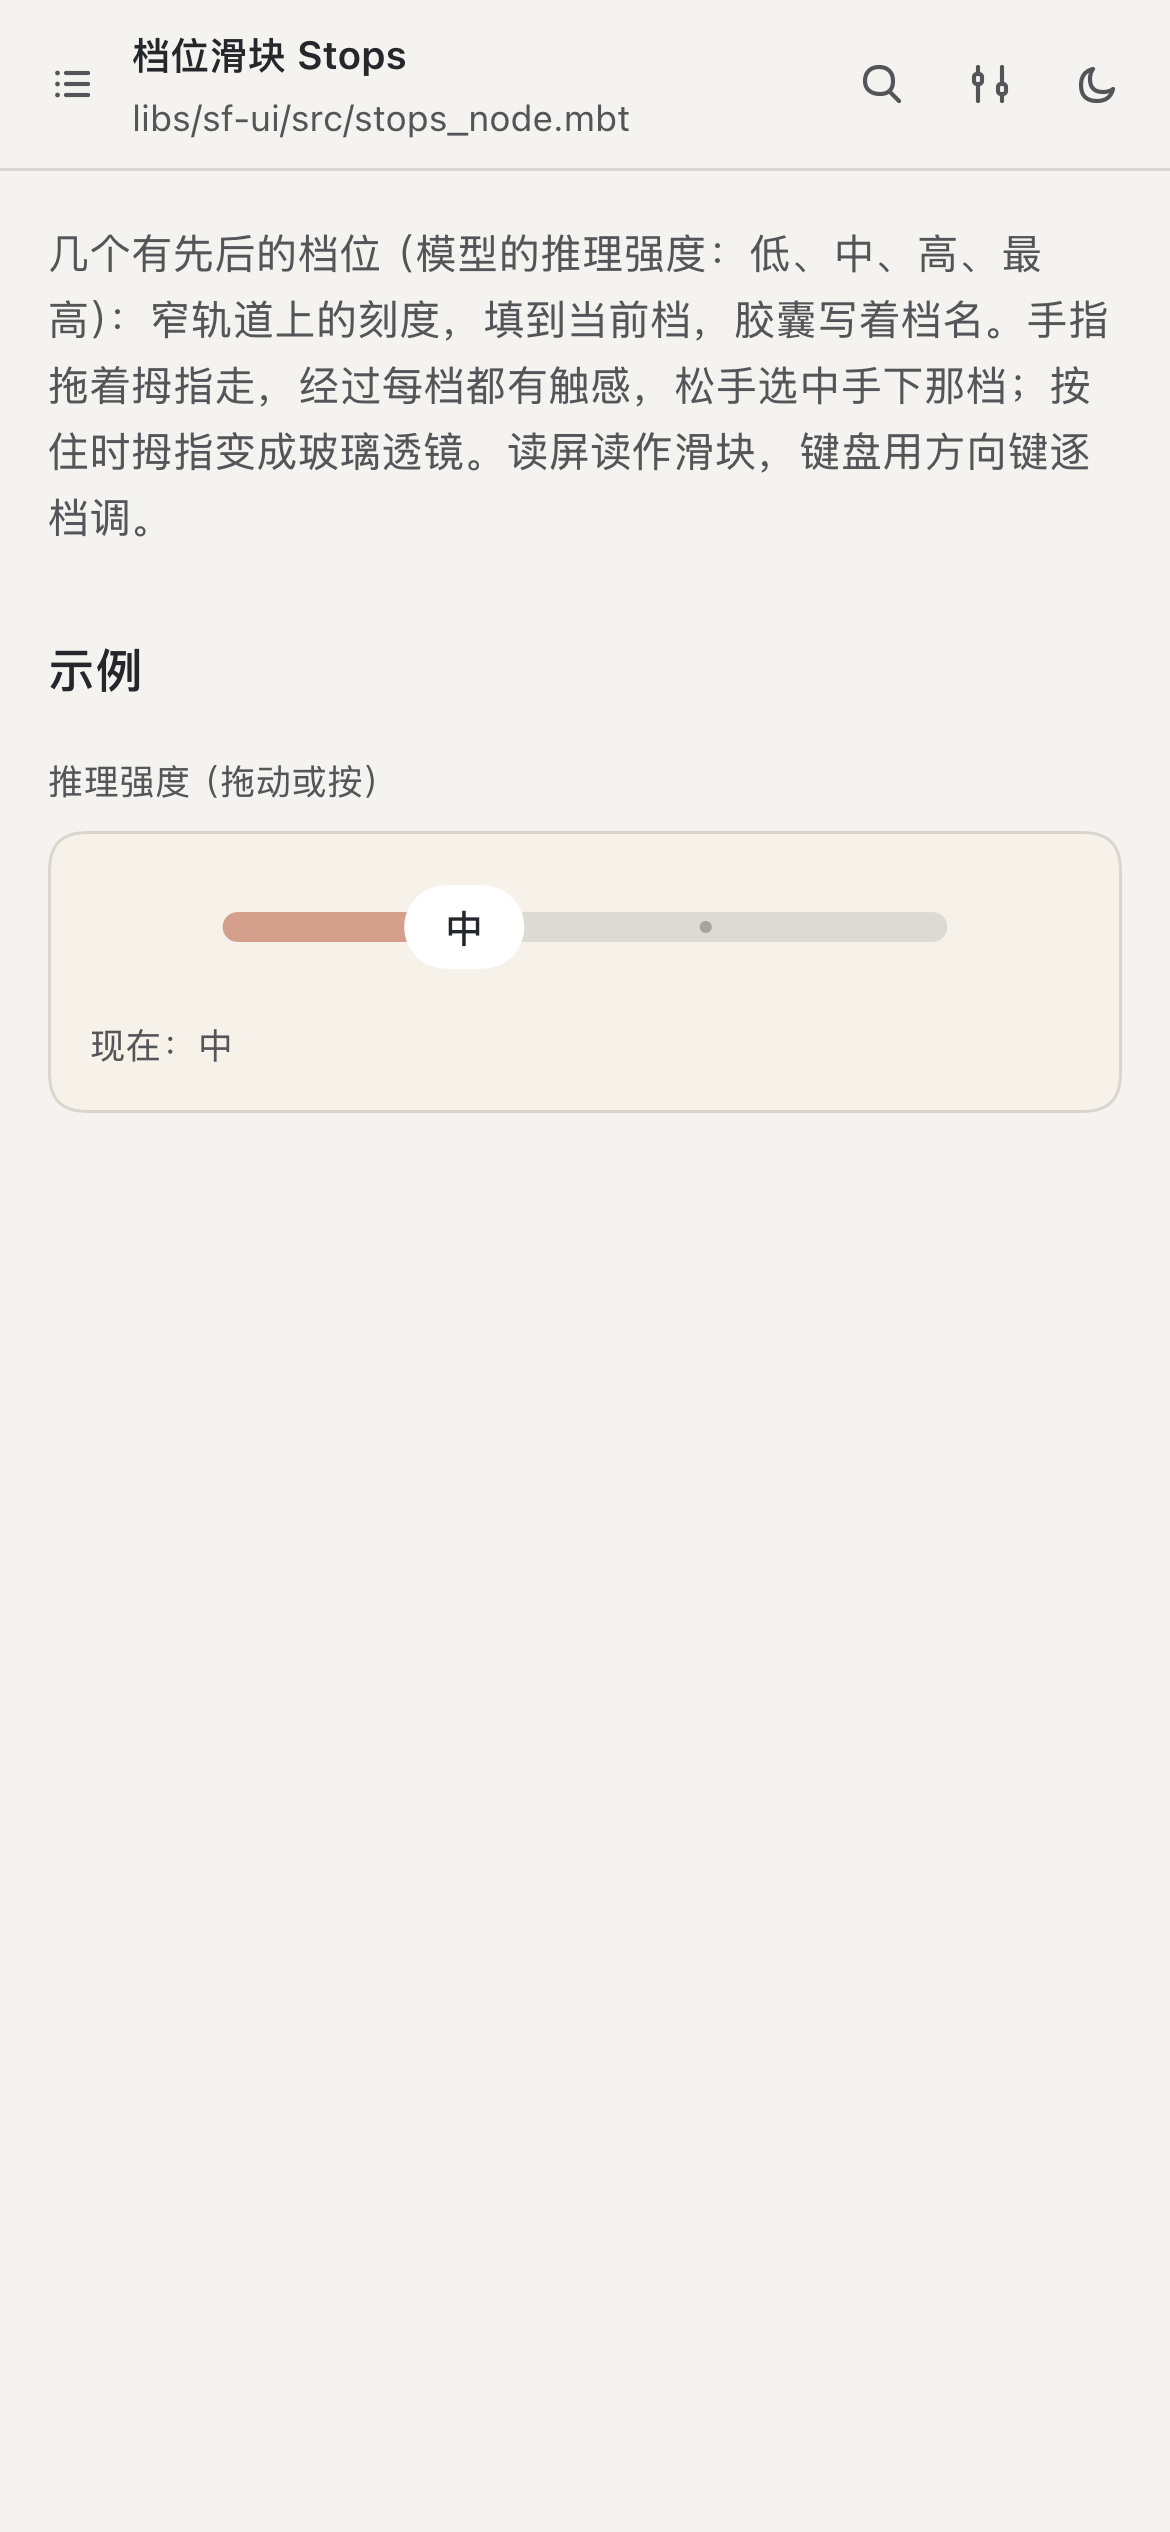 档位滑块 Stops
libs/sf-ui/src/stops_node.mbt
几个有先后的档位（模型的推理强度：低、中、高、最
高）：窄轨道上的刻度，填到当前档，胶囊写着档名。手指
拖着拇指走，经过每档都有触感，松手选中手下那档；按
住时拇指变成玻璃透镜。读屏读作滑块，键盘用方向键逐
档调。
示例
推理强度（拖动或按）
中
现在：中